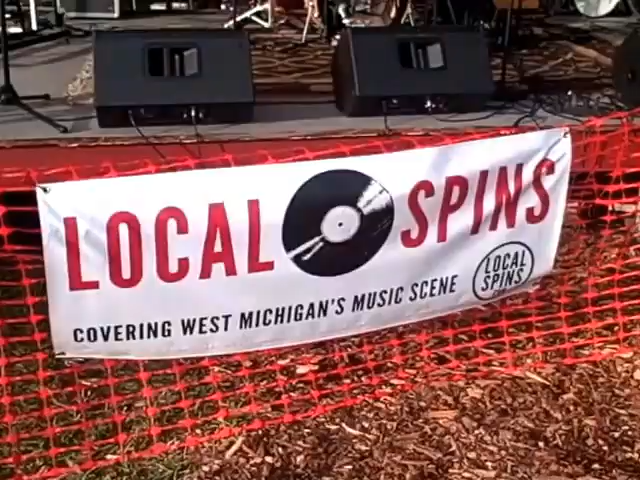 LOCAL SPINS
COVERING WEST MICHIGAN'S MUSIC SCENE
LOCAL
SPINS